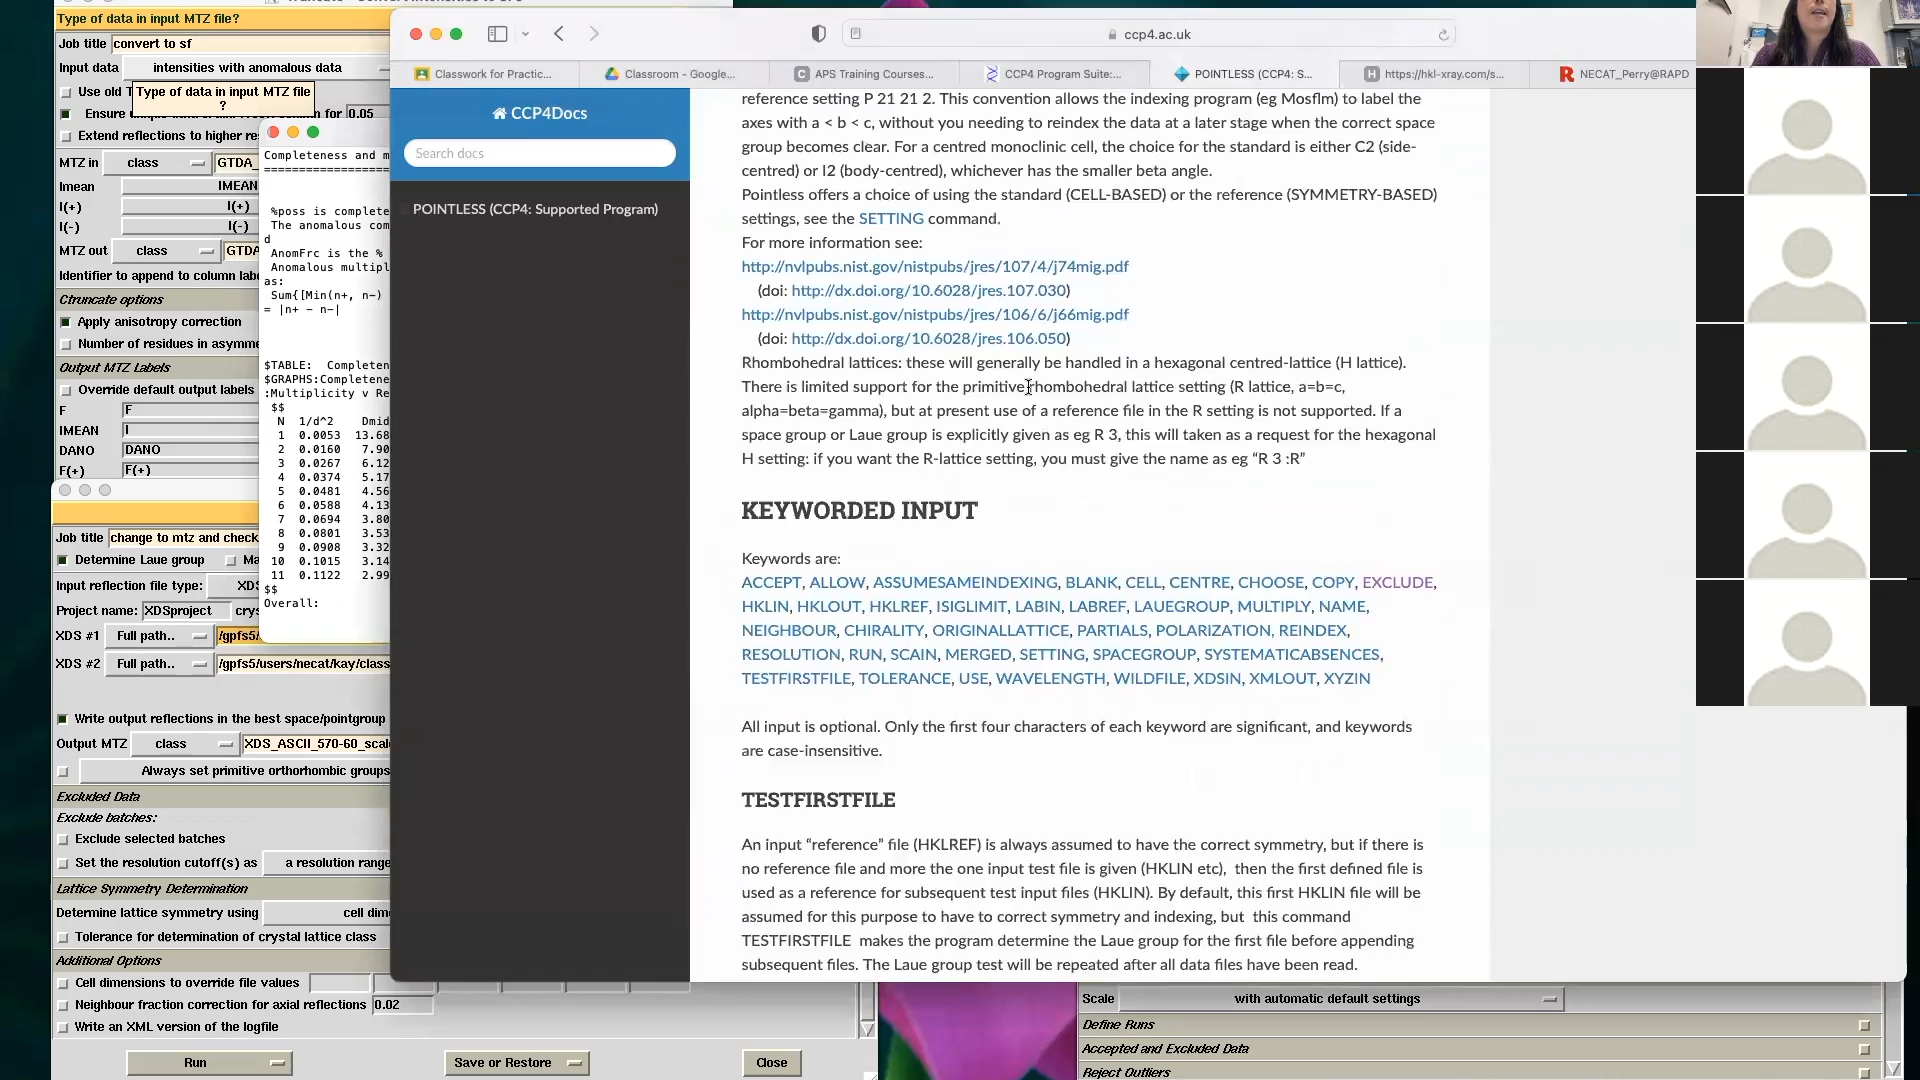 Type of data in input MTZ file?
Job title convert to sf
Input data intensities with anomalous data
Use old T
Type of data in input MTZ file
?
Ensure for 0.05
Extend reflections to higher res
MTZ in class GTDA_
Imean IMEAN
I(+) I(+)
I(-) I(-)
MTZ out class GTDA
Identifier to append to column labe
Ctruncate options
Apply anisotropy correction
Number of residues in asymme
Output MTZ Labels
Override default output labels
F F
IMEAN I
DANO DANO
F(+) F(+)
Completeness and m
====================
%poss is complete
The anomalous com
d
AnomFrc is the %
Anomalous multipl
as:
Sum{[Min(n+, n-)
= |n+ - n-|
$TABLE: Completen
$GRAPHS:Completene
:Multiplicity v Re
$$
N 1/d^2 Dmid
1 0.0053 13.68
2 0.0160 7.90
3 0.0267 6.12
4 0.0374 5.17
5 0.0481 4.56
6 0.0588 4.13
7 0.0694 3.80
8 0.0801 3.53
9 0.0908 3.32
10 0.1015 3.14
11 0.1122 2.99
$$
Overall:
Job title change to mtz and check
Determine Laue group Ma
Input reflection file type: XDS
Project name: XDSproject crys
XDS #1 Full path.. /gpfs5/
XDS #2 Full path.. /gpfs5/users/necat/kay/class
Write output reflections in the best space/pointgroup
Output MTZ class XDS_ASCII_570-60_scale
Always set primitive orthorhombic groups
Excluded Data
Exclude batches:
Exclude selected batches
Set the resolution cutoff(s) as a resolution range
Lattice Symmetry Determination
Determine lattice symmetry using cell dim
Tolerance for determination of crystal lattice class
Additional Options
Cell dimensions to override file values
Neighbour fraction correction for axial reflections 0.02
Write an XML version of the logfile
Run Save or Restore Close
ccp4.ac.uk
Classwork for Practic... Classroom - Google... APS Training Courses... CCP4 Program Suite:... POINTLESS (CCP4: S... https://hkl-xray.com/s... NECAT_Perry@RAPD
CCP4Docs
Search docs
POINTLESS (CCP4: Supported Program)
reference setting P 21 21 2. This convention allows the indexing program (eg Mosflm) to label the
axes with a < b < c, without you needing to reindex the data at a later stage when the correct space
group becomes clear. For a centred monoclinic cell, the choice for the standard is either C2 (side-
centred) or I2 (body-centred), whichever has the smaller beta angle.
Pointless offers a choice of using the standard (CELL-BASED) or the reference (SYMMETRY-BASED)
settings, see the SETTING command.
For more information see:
http://nvlpubs.nist.gov/nistpubs/jres/107/4/j74mig.pdf
(doi: http://dx.doi.org/10.6028/jres.107.030)
http://nvlpubs.nist.gov/nistpubs/jres/106/6/j66mig.pdf
(doi: http://dx.doi.org/10.6028/jres.106.050)
Rhombohedral lattices: these will generally be handled in a hexagonal centred-lattice (H lattice).
There is limited support for the primitive rhombohedral lattice setting (R lattice, a=b=c,
alpha=beta=gamma), but at present use of a reference file in the R setting is not supported. If a
space group or Laue group is explicitly given as eg R 3, this will taken as a request for the hexagonal
H setting: if you want the R-lattice setting, you must give the name as eg “R 3 :R”
KEYWORDED INPUT
Keywords are:
ACCEPT, ALLOW, ASSUMESAMEINDEXING, BLANK, CELL, CENTRE, CHOOSE, COPY, EXCLUDE,
HKLIN, HKLOUT, HKLREF, ISIGLIMIT, LABIN, LABREF, LAUEGROUP, MULTIPLY, NAME,
NEIGHBOUR, CHIRALITY, ORIGINALLATTICE, PARTIALS, POLARIZATION, REINDEX,
RESOLUTION, RUN, SCAIN, MERGED, SETTING, SPACEGROUP, SYSTEMATICABSENCES,
TESTFIRSTFILE, TOLERANCE, USE, WAVELENGTH, WILDFILE, XDSIN, XMLOUT, XYZIN
All input is optional. Only the first four characters of each keyword are significant, and keywords
are case-insensitive.
TESTFIRSTFILE
An input “reference” file (HKLREF) is always assumed to have the correct symmetry, but if there is
no reference file and more the one input test file is given (HKLIN etc), then the first defined file is
used as a reference for subsequent test input files (HKLIN). By default, this first HKLIN file will be
assumed for this purpose to have to correct symmetry and indexing, but this command
TESTFIRSTFILE makes the program determine the Laue group for the first file before appending
subsequent files. The Laue group test will be repeated after all data files have been read.
Scale with automatic default settings
Define Runs
Accepted and Excluded Data
Reject Outliers